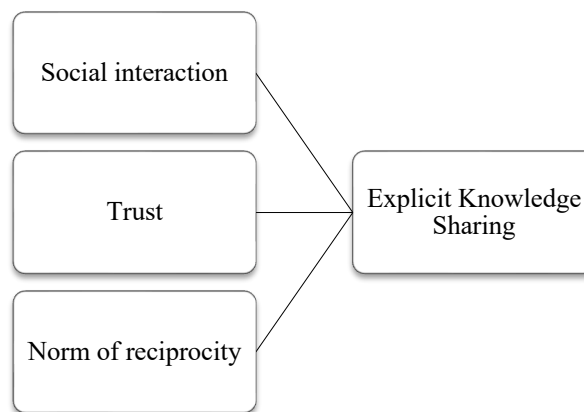 Social interaction
Trust
Explicit Knowledge
Sharing
Norm of reciprocity